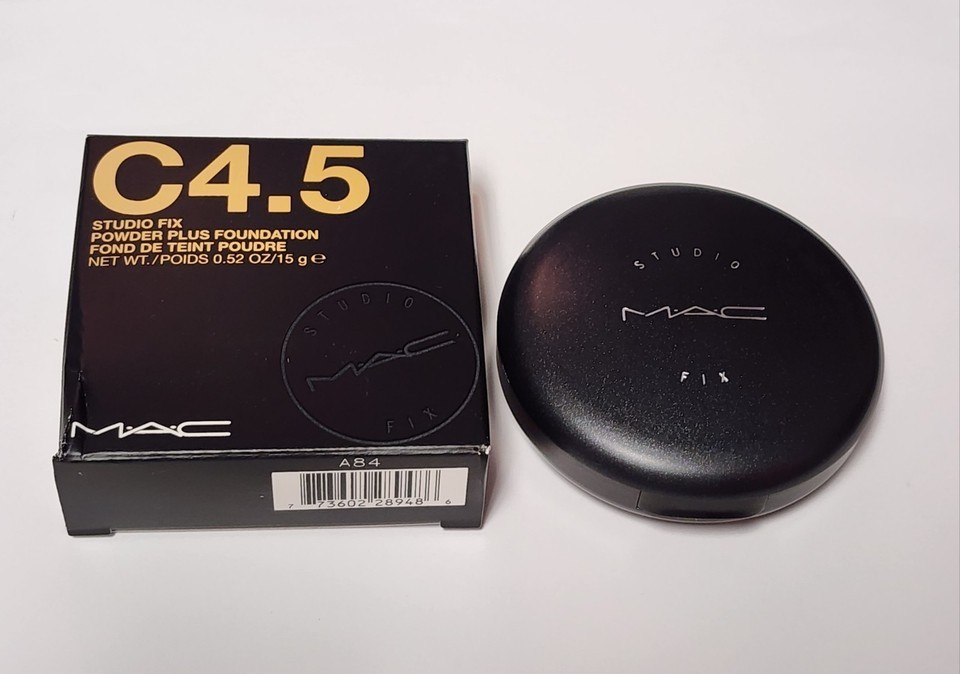 C4.5
STUDIO FIX
POWDER PLUS FOUNDATION
FOND DE TEINT POUDRE
NET WT./POIDS 0.52 OZ/15 g ℮
STUDIO
M·A·C
FIX
M·A·C
A84
7 73602 28948 6
STUDIO
M·A·C
FIX